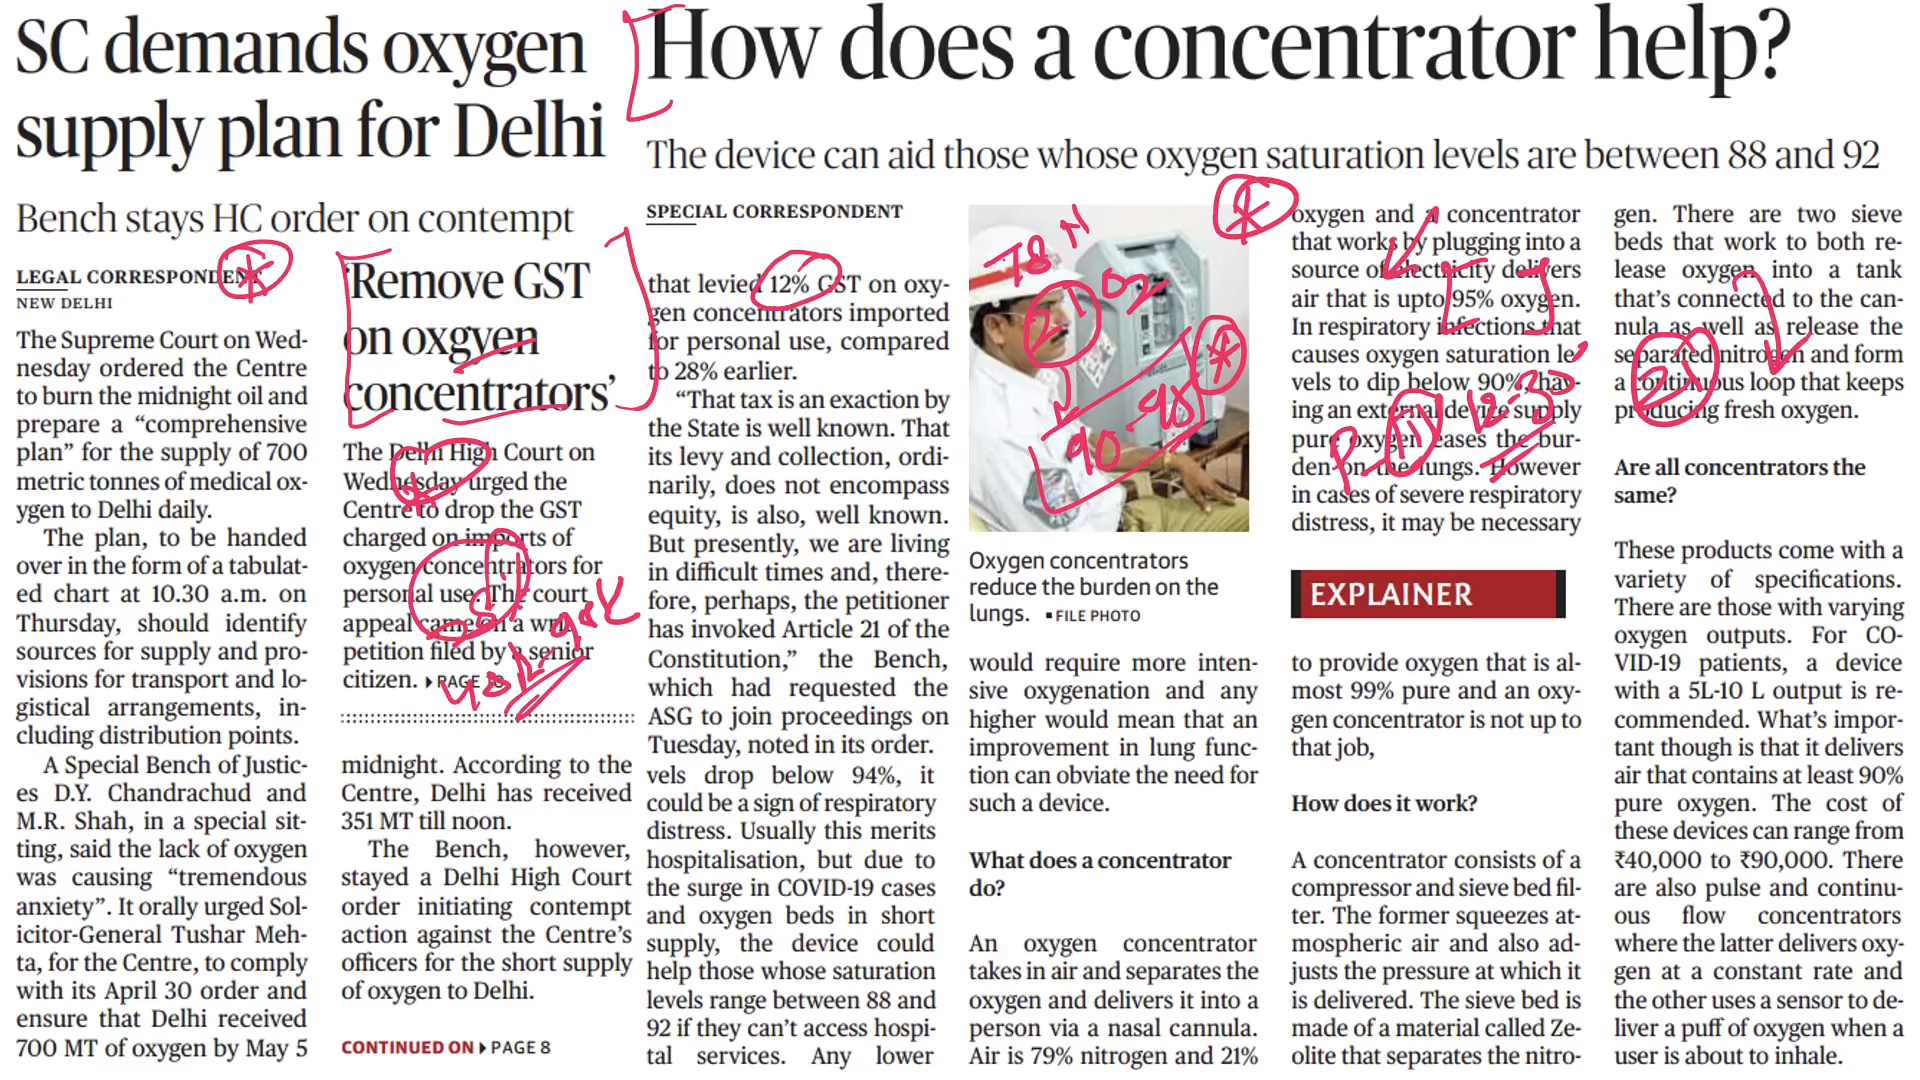 SC demands oxygen
supply plan for Delhi
Bench stays HC order on contempt
LEGAL CORRESPONDENT
NEW DELHI
The Supreme Court on Wed-
nesday ordered the Centre
to burn the midnight oil and
prepare a “comprehensive
plan” for the supply of 700
metric tonnes of medical ox-
ygen to Delhi daily.
The plan, to be handed
over in the form of a tabulat-
ed chart at 10.30 a.m. on
Thursday, should identify
sources for supply and pro-
visions for transport and lo-
gistical arrangements, in-
cluding distribution points.
A Special Bench of Justic-
es D.Y. Chandrachud and
M.R. Shah, in a special sit-
ting, said the lack of oxygen
was causing “tremendous
anxiety”. It orally urged Sol-
icitor-General Tushar Meh-
ta, for the Centre, to comply
with its April 30 order and
ensure that Delhi received
700 MT of oxygen by May 5
‘Remove GST
on oxgyen
concentrators’
The Delhi High Court on
Wednesday urged the
Centre to drop the GST
charged on imports of
oxygen concentrators for
personal use. The court
appeal came on a writ
petition filed by a senior
citizen. PAGE 10
midnight. According to the
Centre, Delhi has received
351 MT till noon.
The Bench, however,
stayed a Delhi High Court
order initiating contempt
action against the Centre’s
officers for the short supply
of oxygen to Delhi.
CONTINUED ON PAGE 8
How does a concentrator help?
The device can aid those whose oxygen saturation levels are between 88 and 92
SPECIAL CORRESPONDENT
that levied 12% GST on oxy-
gen concentrators imported
for personal use, compared
to 28% earlier.
“That tax is an exaction by
the State is well known. That
its levy and collection, ordi-
narily, does not encompass
equity, is also, well known.
But presently, we are living
in difficult times and, there-
fore, perhaps, the petitioner
has invoked Article 21 of the
Constitution,” the Bench,
which had requested the
ASG to join proceedings on
Tuesday, noted in its order.
vels drop below 94%, it
could be a sign of respiratory
distress. Usually this merits
hospitalisation, but due to
the surge in COVID-19 cases
and oxygen beds in short
supply, the device could
help those whose saturation
levels range between 88 and
92 if they can’t access hospi-
tal services. Any lower
78 N
21 O2
90-95
Oxygen concentrators
reduce the burden on the
lungs. ▪ FILE PHOTO
would require more inten-
sive oxygenation and any
higher would mean that an
improvement in lung func-
tion can obviate the need for
such a device.
What does a concentrator
do?
An oxygen concentrator
takes in air and separates the
oxygen and delivers it into a
person via a nasal cannula.
Air is 79% nitrogen and 21%
oxygen and a concentrator
that works by plugging into a
source of electricity delivers
air that is upto 95% oxygen.
In respiratory infections that
causes oxygen saturation le-
vels to dip below 90%, hav-
ing an external device supply
pure oxygen eases the bur-
den on the lungs. However
in cases of severe respiratory
distress, it may be necessary
P-III 12-30
EXPLAINER
to provide oxygen that is al-
most 99% pure and an oxy-
gen concentrator is not up to
that job,
How does it work?
A concentrator consists of a
compressor and sieve bed fil-
ter. The former squeezes at-
mospheric air and also ad-
justs the pressure at which it
is delivered. The sieve bed is
made of a material called Ze-
olite that separates the nitro-
gen. There are two sieve
beds that work to both re-
lease oxygen into a tank
that’s connected to the can-
nula as well as release the
separated nitrogen and form
a continuous loop that keeps
producing fresh oxygen.
21
Are all concentrators the
same?
These products come with a
variety of specifications.
There are those with varying
oxygen outputs. For CO-
VID-19 patients, a device
with a 5L-10 L output is re-
commended. What’s impor-
tant though is that it delivers
air that contains at least 90%
pure oxygen. The cost of
these devices can range from
₹40,000 to ₹90,000. There
are also pulse and continu-
ous flow concentrators
where the latter delivers oxy-
gen at a constant rate and
the other uses a sensor to de-
liver a puff of oxygen when a
user is about to inhale.